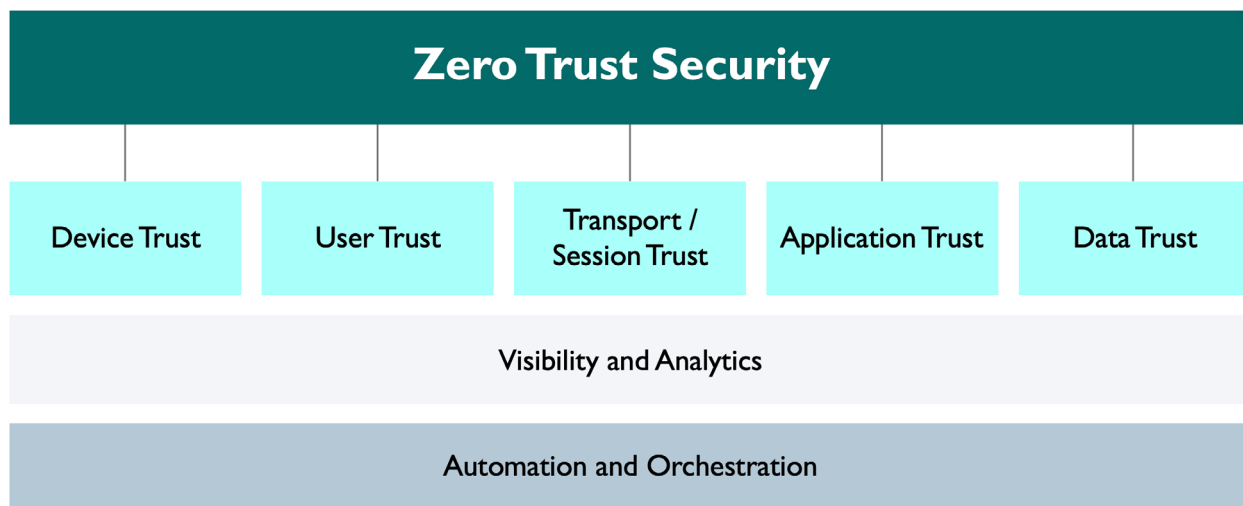 Zero Trust Security
Device Trust
User Trust
Transport /
Session Trust
Application Trust
Data Trust
Visibility and Analytics
Automation and Orchestration